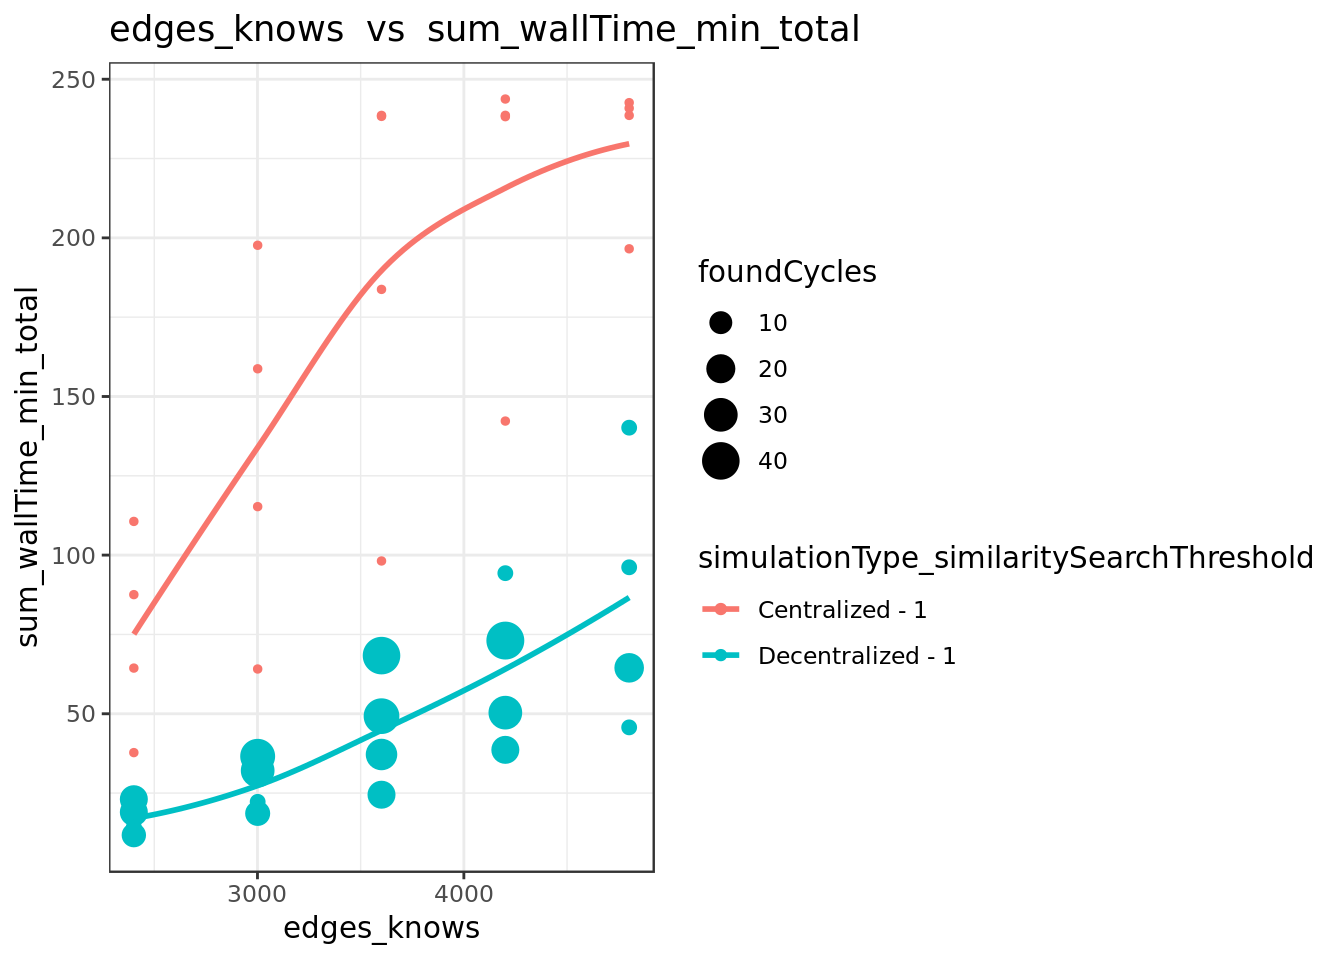 edges_knows  vs  sum_wallTime_min_total
sum_wallTime_min_total
250
200
150
100
50
3000
4000
edges_knows
foundCycles
10
20
30
40
simulationType_similaritySearchThreshold
Centralized - 1
Decentralized - 1